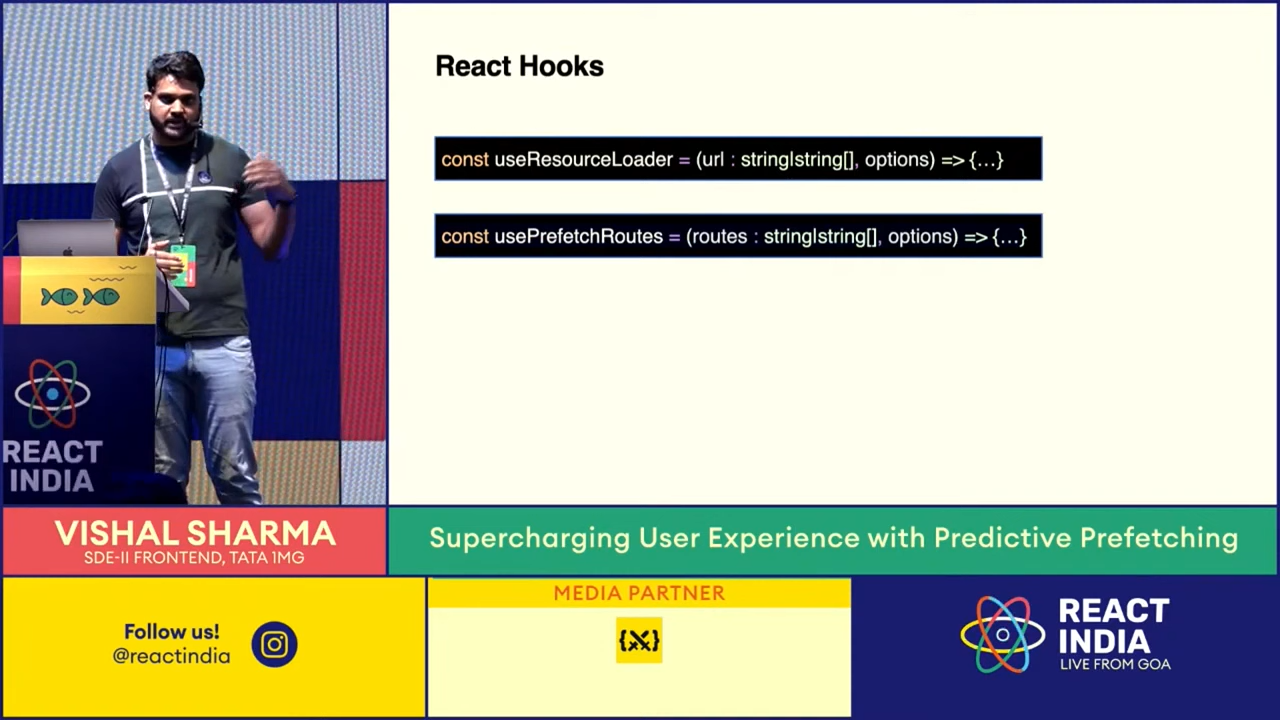 React Hooks
const useResourceLoader = (url : string|string[], options) => {...}
const usePrefetchRoutes = (routes : string|string[], options) => {...}
REACT
INDIA
VISHAL SHARMA
SDE-II FRONTEND, TATA 1MG
Supercharging User Experience with Predictive Prefetching
Follow us!
@reactindia
MEDIA PARTNER
{X}
REACT
INDIA
LIVE FROM GOA